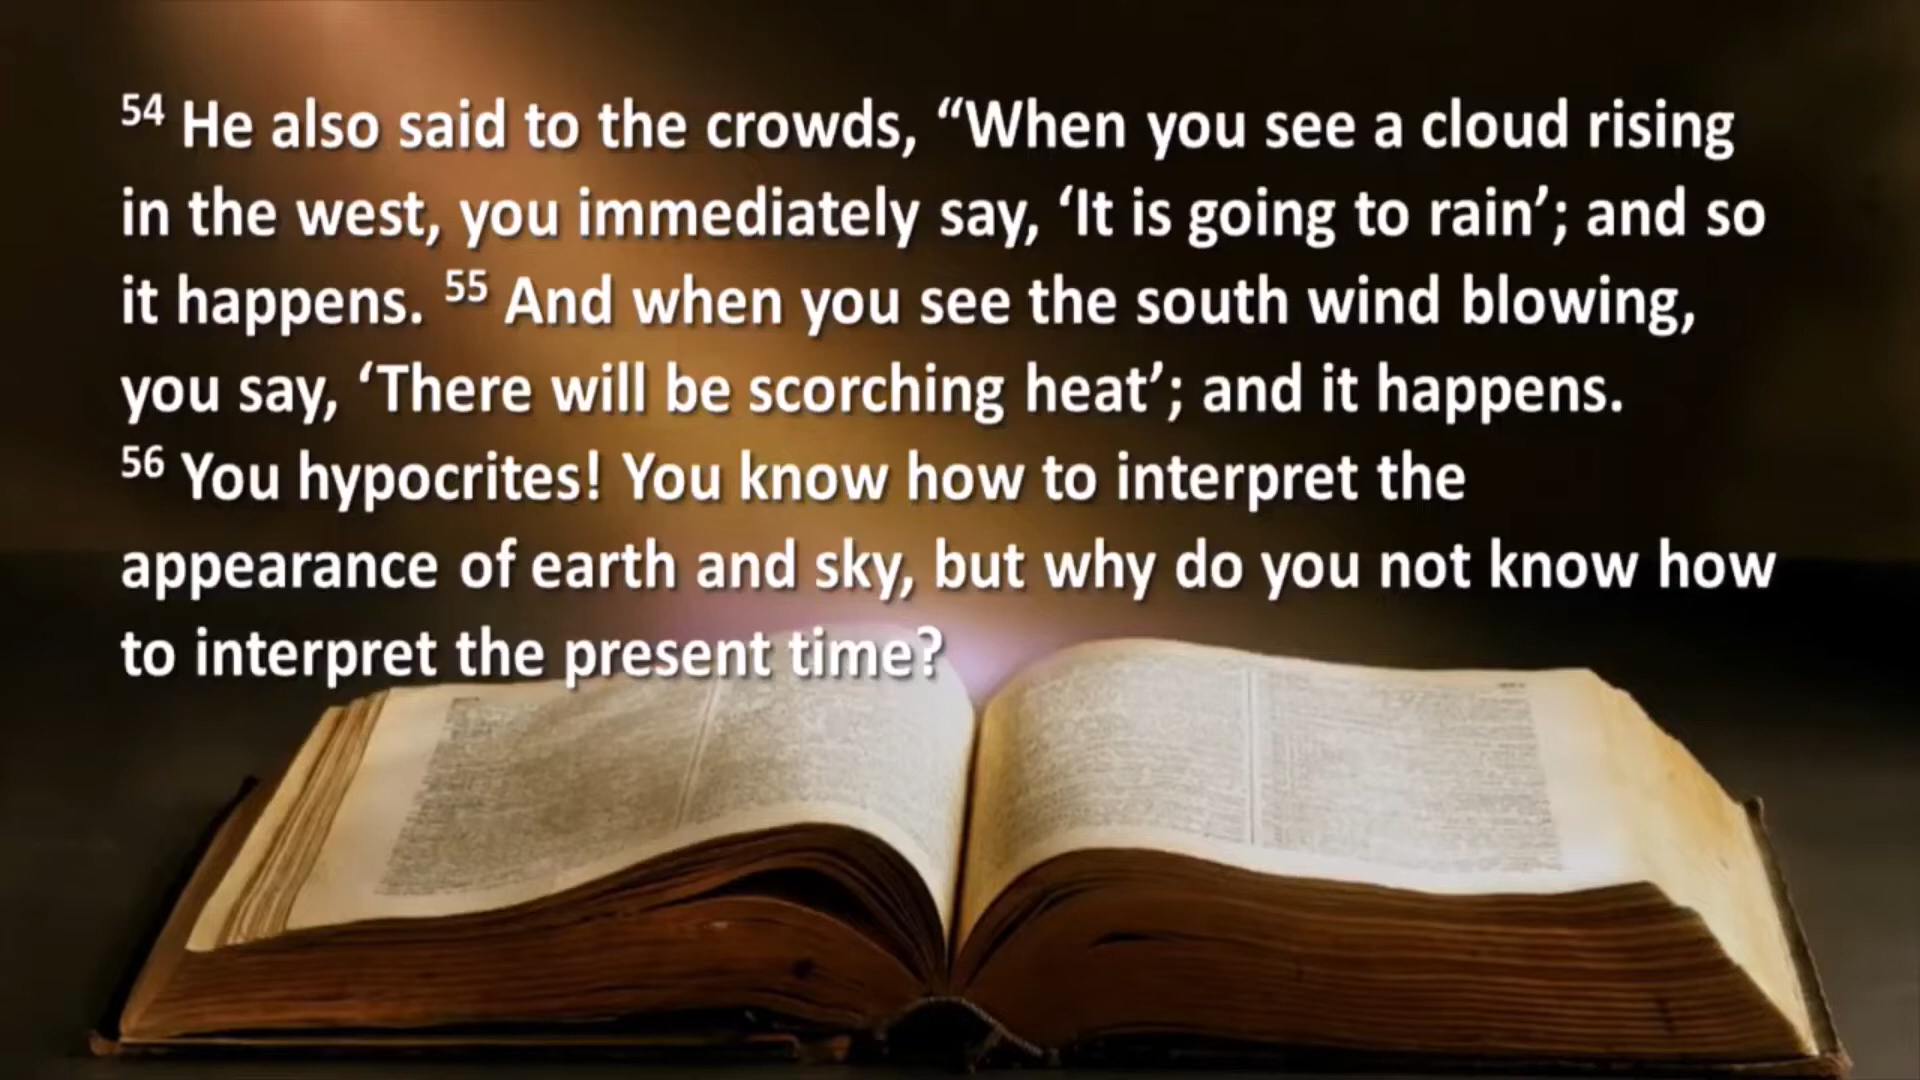 54 He also said to the crowds, “When you see a cloud rising
in the west, you immediately say, ‘It is going to rain’; and so
it happens. 55 And when you see the south wind blowing,
you say, ‘There will be scorching heat’; and it happens.
56 You hypocrites! You know how to interpret the
appearance of earth and sky, but why do you not know how
to interpret the present time?